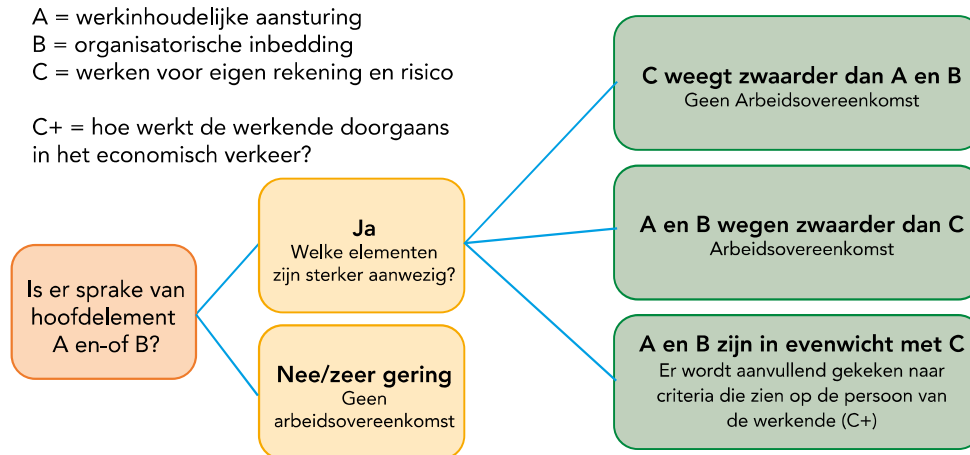 A = werkinhoudelijke aansturing
B = organisatorische inbedding
C = werken voor eigen rekening en risico
C+ = hoe werkt de werkende doorgaans
in het economisch verkeer?
Is er sprake van
hoofdelement
A en-of B?
Ja
Welke elementen
zijn sterker aanwezig?
Nee/zeer gering
Geen
arbeidsovereenkomst
C weegt zwaarder dan A en B
Geen Arbeidsovereenkomst
A en B wegen zwaarder dan C
Arbeidsovereenkomst
A en B zijn in evenwicht met C
Er wordt aanvullend gekeken naar
criteria die zien op de persoon van
de werkende (C+)